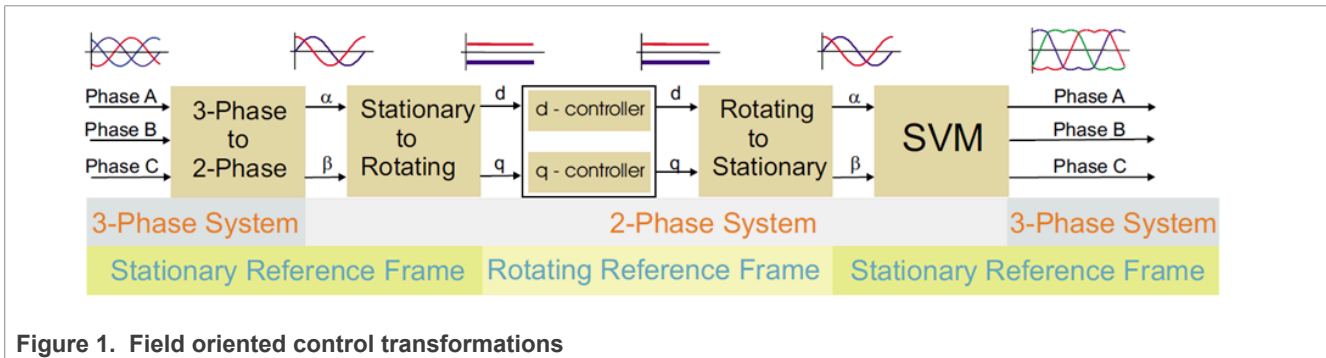 Phase A
Phase B
Phase C
3-Phase
to
2-Phase
α
β
Stationary
to
Rotating
d
q
d - controller
q - controller
d
q
Rotating
to
Stationary
α
β
SVM
Phase A
Phase B
Phase C
3-Phase System 2-Phase System 3-Phase System
Stationary Reference Frame Rotating Reference Frame Stationary Reference Frame
Figure 1. Field oriented control transformations